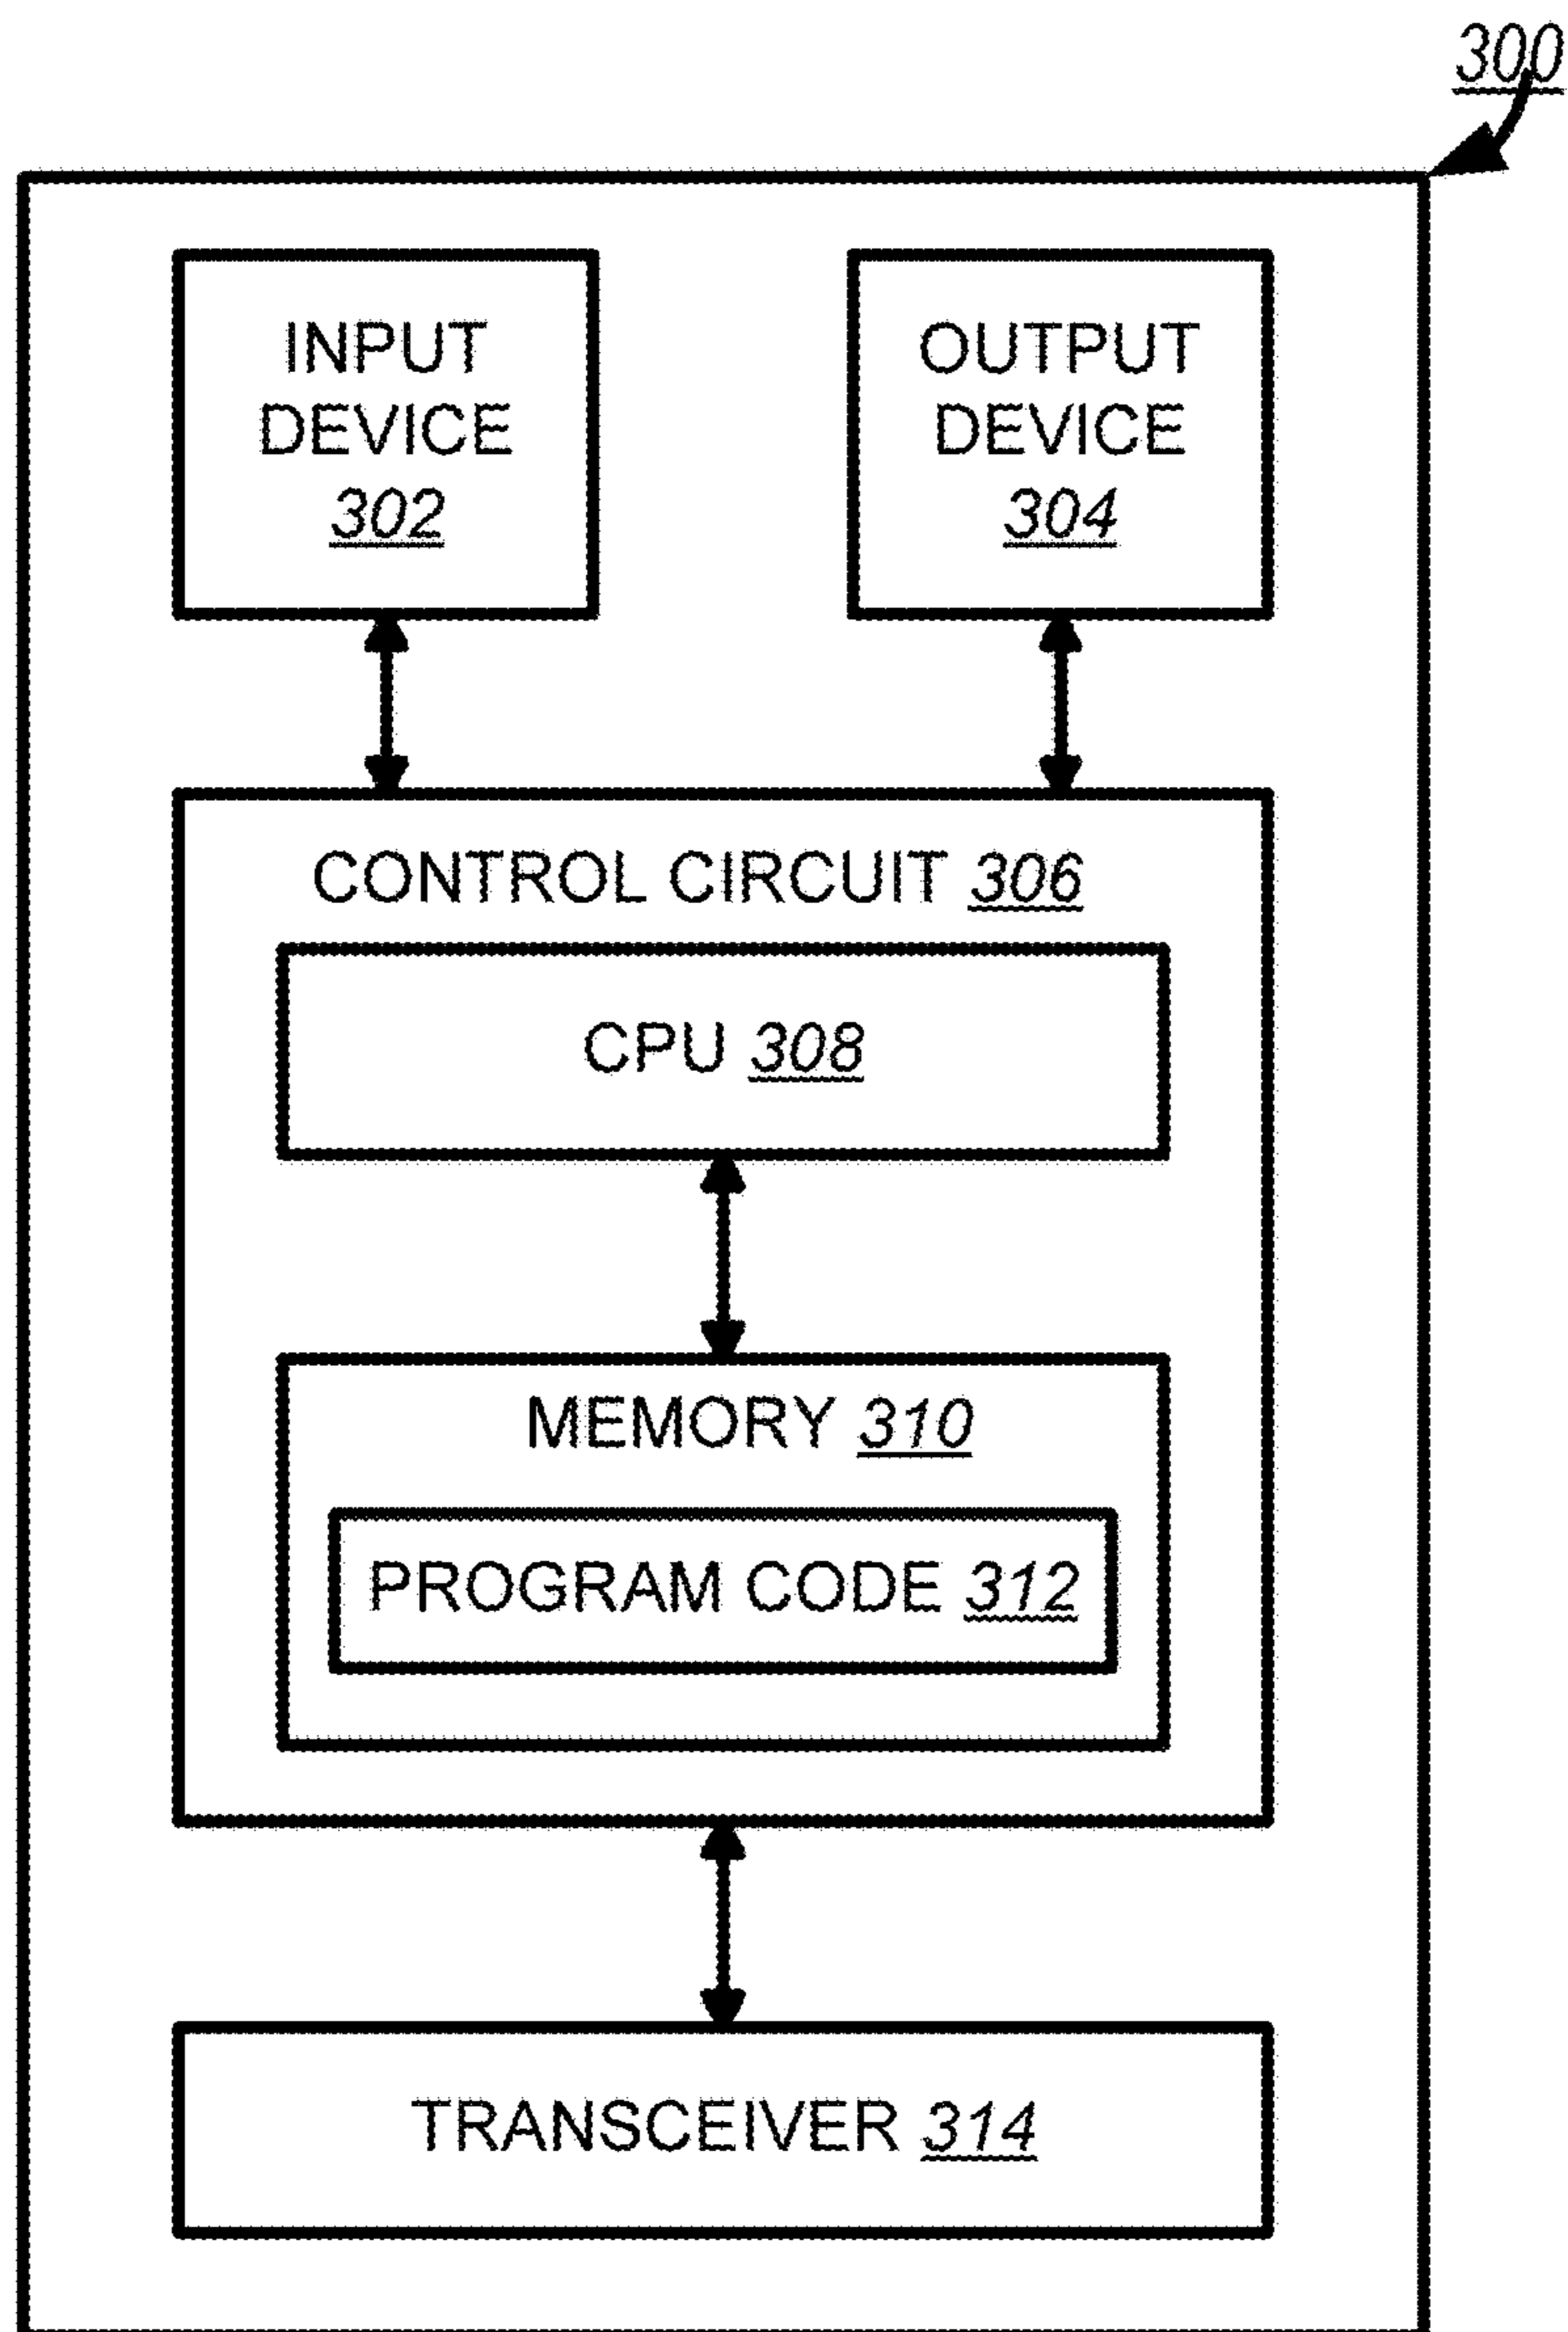 300
INPUT
DEVICE
302
OUTPUT
DEVICE
304
CONTROL CIRCUIT 306
CPU 308
MEMORY 310
PROGRAM CODE 312
TRANSCEIVER 314